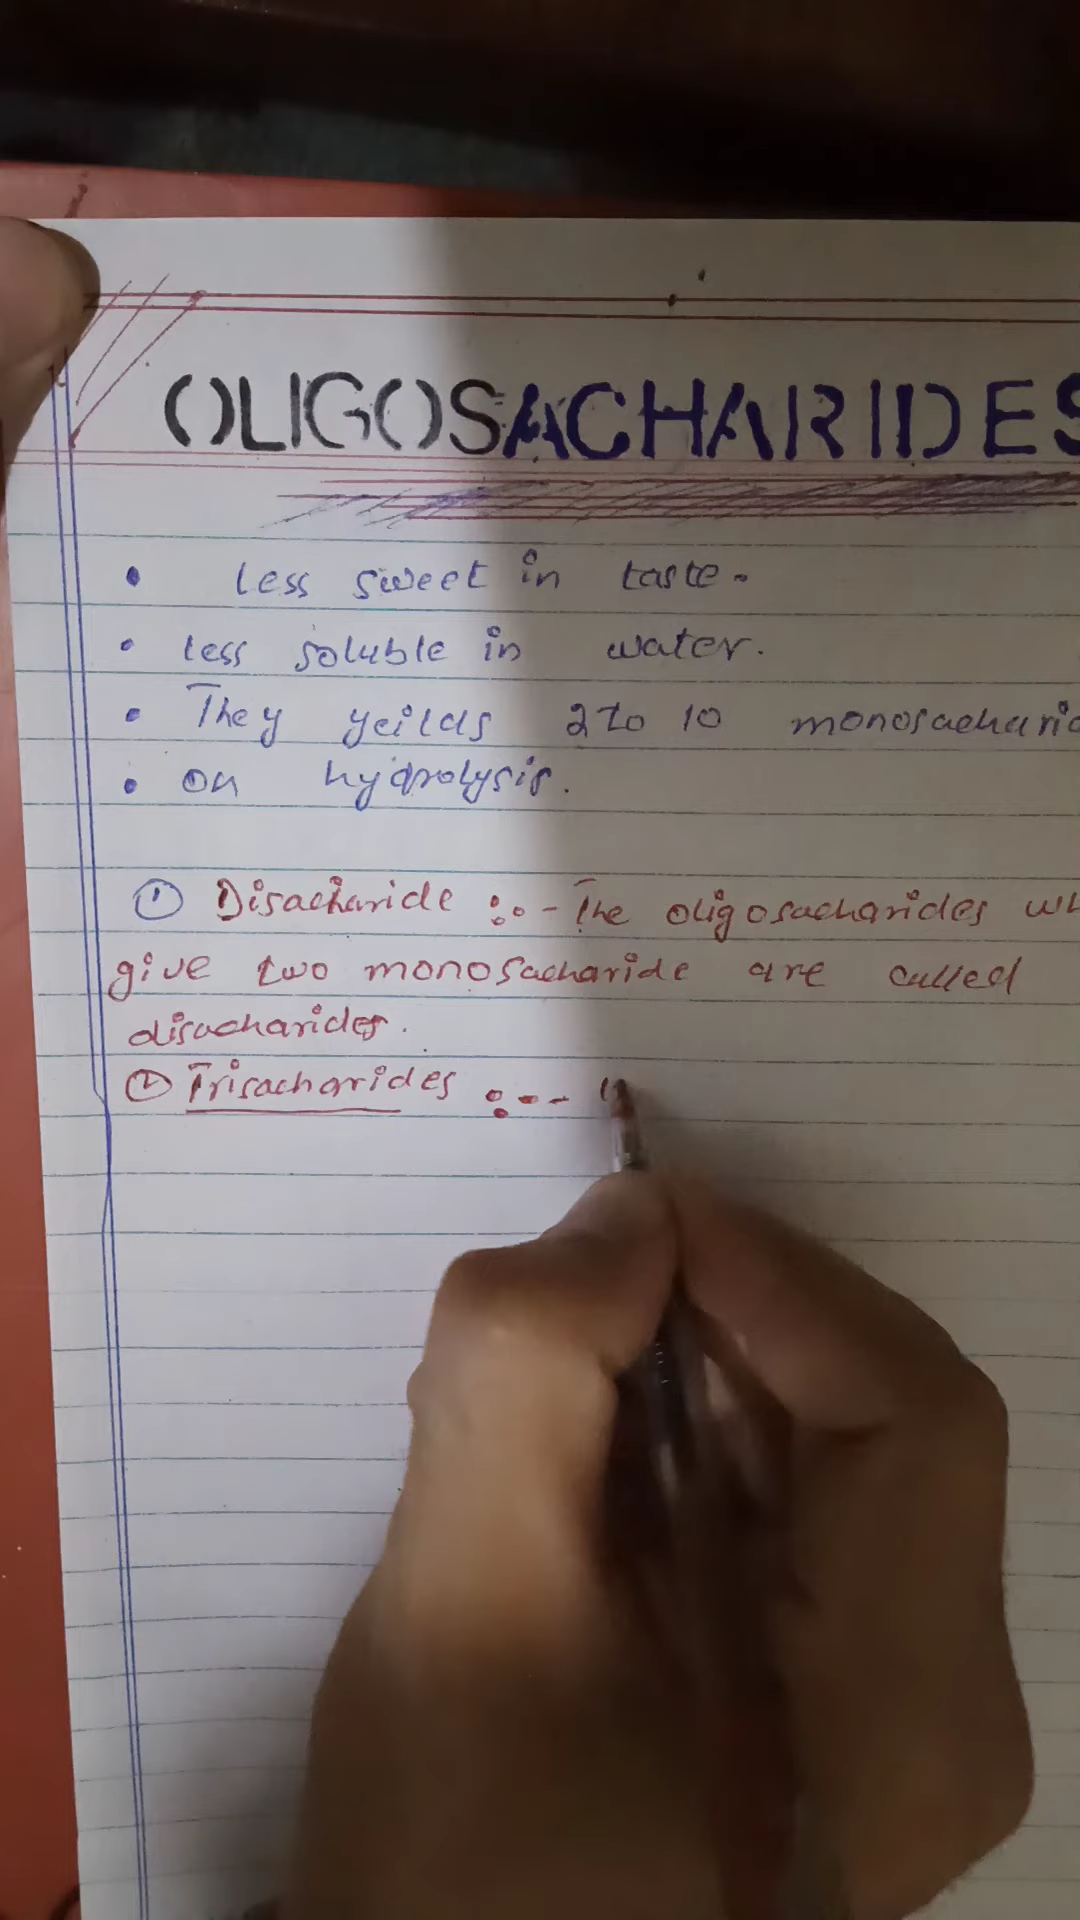 OLIGOSACHARIDES
• Less sweet in taste.
• less soluble in water.
• They yeilds 2 to 10 monosacharid
• on hydrolysis.
① Disacharide :- The oligosacharides wh
give two monosacharide are called
disacharides.
② Trisacharides :--